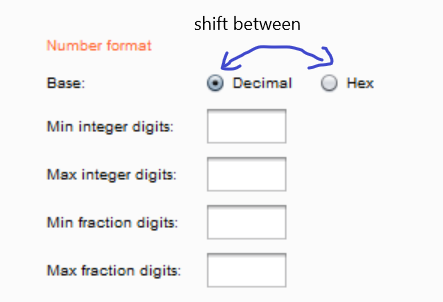 shift between
Number format
Base: Decimal Hex
Min integer digits:
Max integer digits:
Min fraction digits:
Max fraction digits: